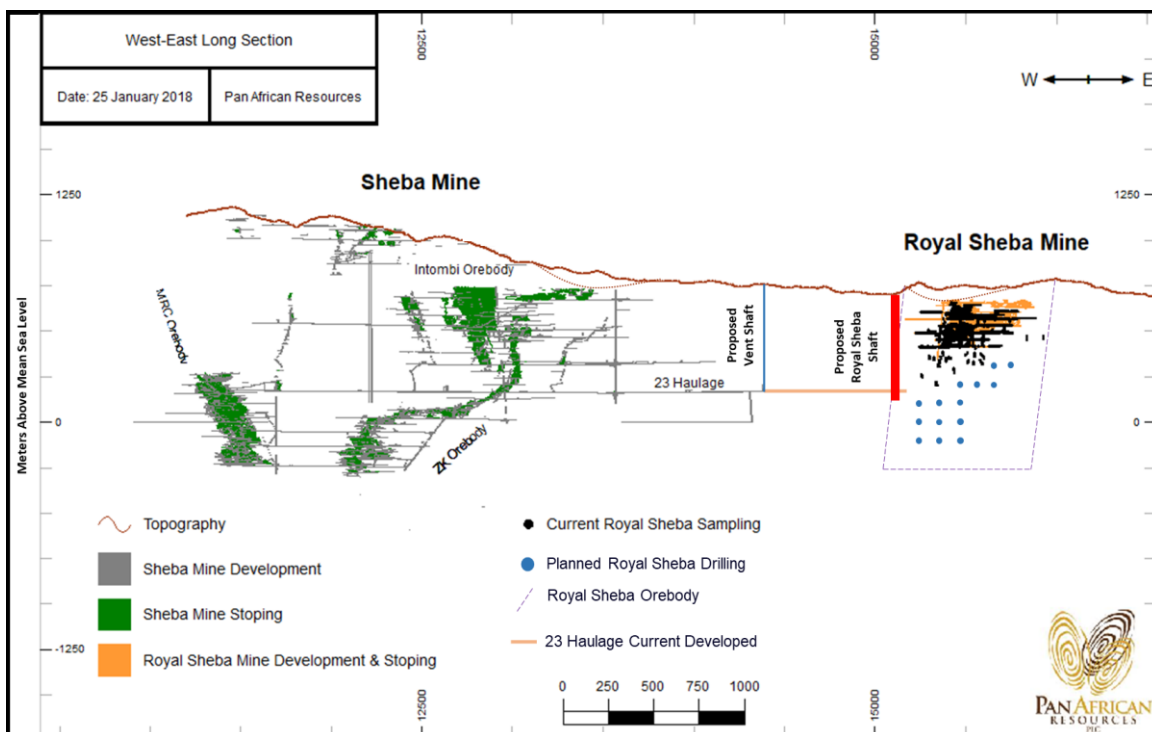 West-East Long Section
Date: 25 January 2018
Pan African Resources
12500
15000
W
E
Sheba Mine
1250
1250
Royal Sheba Mine
Intombi Orebody
MRC Orebody
Proposed
Vent Shaft
Proposed
Royal Sheba
Shaft
23 Haulage
0
0
ZK Orebody
Meters Above Mean Sea Level
Topography
Sheba Mine Development
Sheba Mine Stoping
Royal Sheba Mine Development & Stoping
Current Royal Sheba Sampling
Planned Royal Sheba Drilling
Royal Sheba Orebody
23 Haulage Current Developed
-1250
0 250 500 750 1000
12500
15000
PAN AFRICAN
RESOURCES
PLC